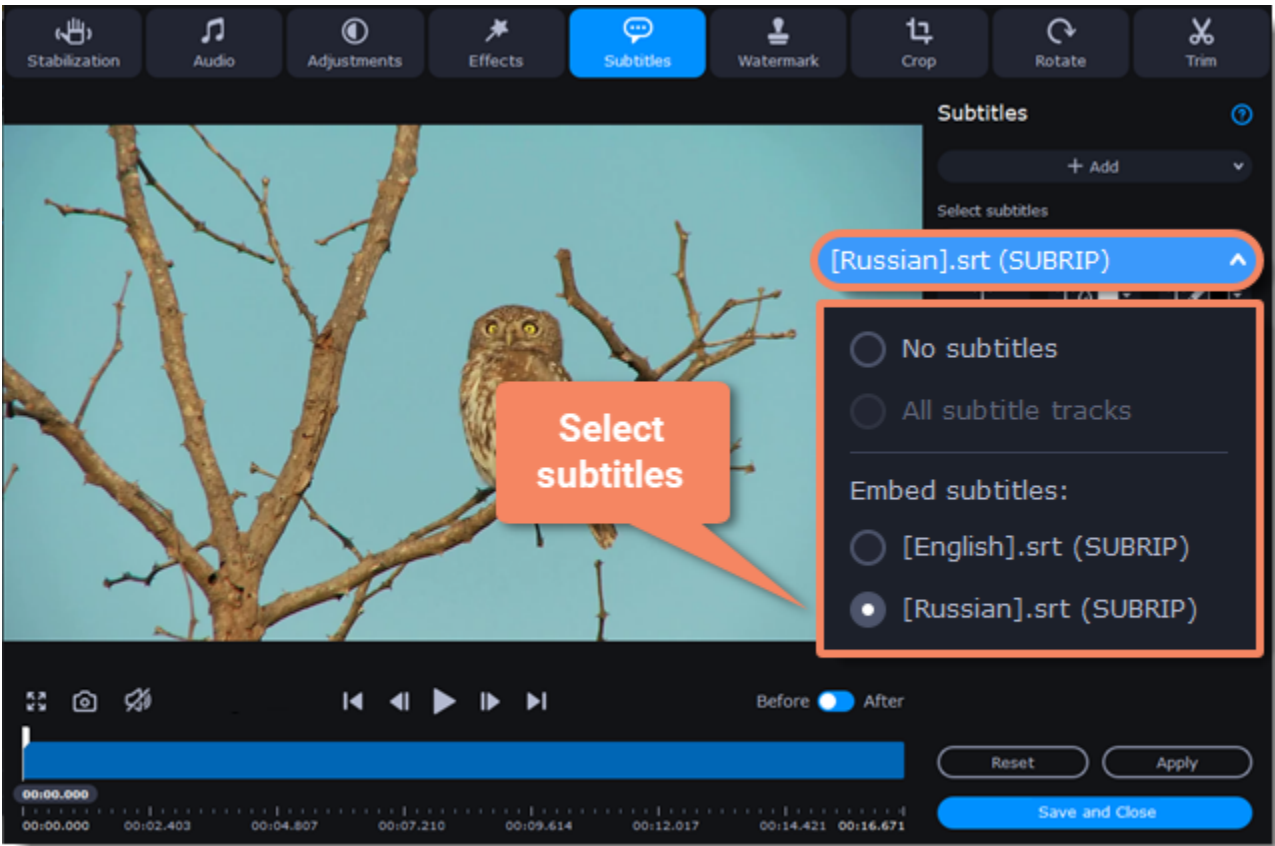 Stabilization
Audio
Adjustments
Effects
Subtitles
Watermark
Crop
Rotate
Trim
Subtitles
?
+ Add
Select subtitles
[Russian].srt (SUBRIP)
No subtitles
All subtitle tracks
Embed subtitles:
[English].srt (SUBRIP)
[Russian].srt (SUBRIP)
Select
subtitles
Before
After
Reset
Apply
00:00.000
00:00.000 00:02.403 00:04.807 00:07.210 00:09.614 00:12.017 00:14.421 00:16.671
Save and Close